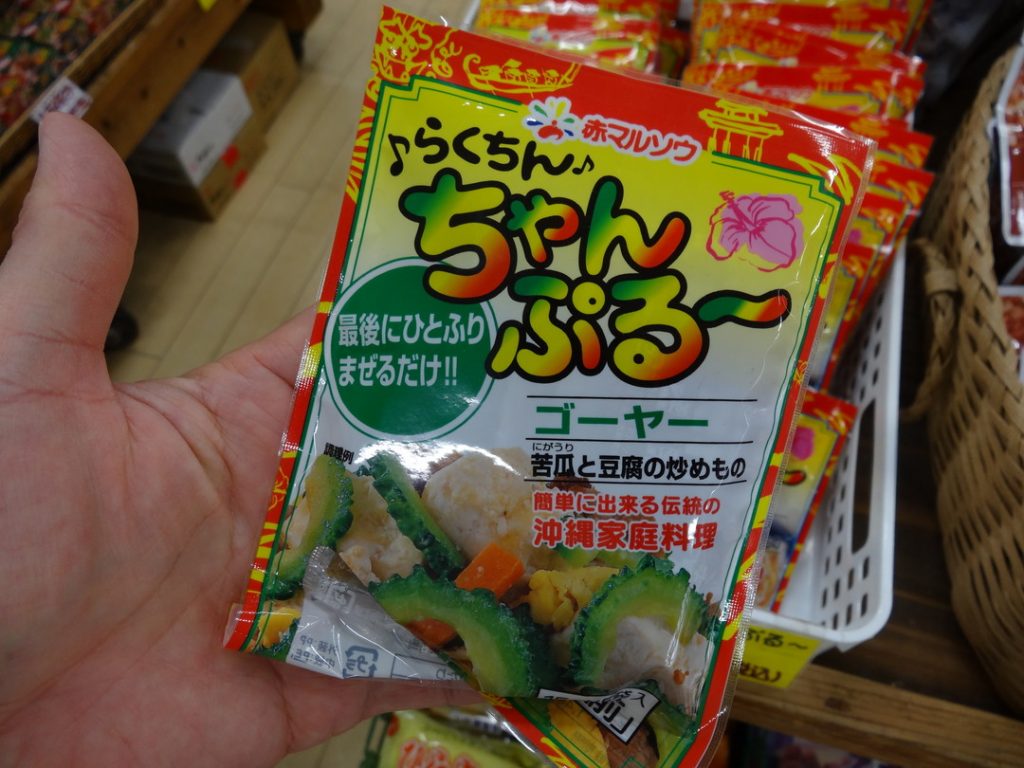 赤マルソウ
♪らくちん♪
ちゃん
ぷる〜
最後にひとふり
まぜるだけ!!
ゴーヤー
にがうり
苦瓜と豆腐の炒めもの
調理例
簡単に出来る伝統の
沖縄家庭料理
ぷる〜